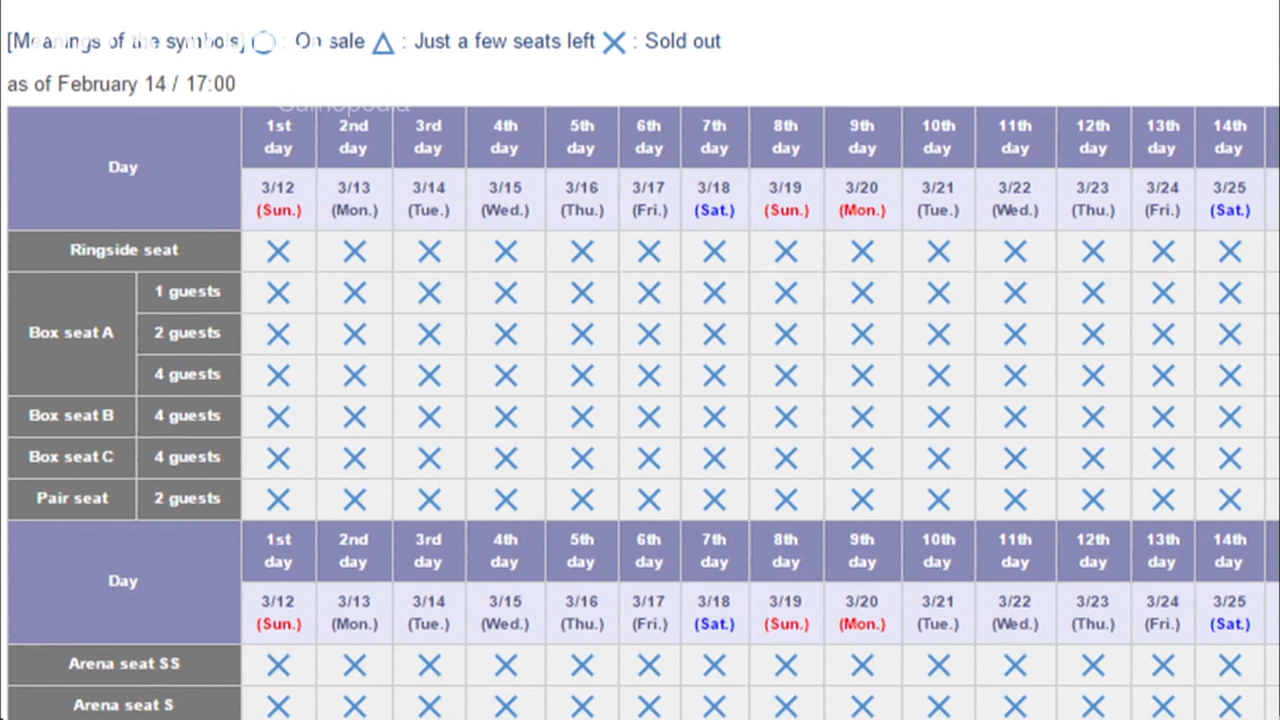 [Meanings of the symbols] ◯ : On sale △ : Just a few seats left ✕ : Sold out
as of February 14 / 17:00
Day 1st day 2nd day 3rd day 4th day 5th day 6th day 7th day 8th day 9th day 10th day 11th day 12th day 13th day 14th day
3/12 (Sun.) 3/13 (Mon.) 3/14 (Tue.) 3/15 (Wed.) 3/16 (Thu.) 3/17 (Fri.) 3/18 (Sat.) 3/19 (Sun.) 3/20 (Mon.) 3/21 (Tue.) 3/22 (Wed.) 3/23 (Thu.) 3/24 (Fri.) 3/25 (Sat.)
Ringside seat ✕ ✕ ✕ ✕ ✕ ✕ ✕ ✕ ✕ ✕ ✕ ✕ ✕ ✕
Box seat A 1 guests ✕ ✕ ✕ ✕ ✕ ✕ ✕ ✕ ✕ ✕ ✕ ✕ ✕ ✕
2 guests ✕ ✕ ✕ ✕ ✕ ✕ ✕ ✕ ✕ ✕ ✕ ✕ ✕ ✕
4 guests ✕ ✕ ✕ ✕ ✕ ✕ ✕ ✕ ✕ ✕ ✕ ✕ ✕ ✕
Box seat B 4 guests ✕ ✕ ✕ ✕ ✕ ✕ ✕ ✕ ✕ ✕ ✕ ✕ ✕ ✕
Box seat C 4 guests ✕ ✕ ✕ ✕ ✕ ✕ ✕ ✕ ✕ ✕ ✕ ✕ ✕ ✕
Pair seat 2 guests ✕ ✕ ✕ ✕ ✕ ✕ ✕ ✕ ✕ ✕ ✕ ✕ ✕ ✕
Day 1st day 2nd day 3rd day 4th day 5th day 6th day 7th day 8th day 9th day 10th day 11th day 12th day 13th day 14th day
3/12 (Sun.) 3/13 (Mon.) 3/14 (Tue.) 3/15 (Wed.) 3/16 (Thu.) 3/17 (Fri.) 3/18 (Sat.) 3/19 (Sun.) 3/20 (Mon.) 3/21 (Tue.) 3/22 (Wed.) 3/23 (Thu.) 3/24 (Fri.) 3/25 (Sat.)
Arena seat SS ✕ ✕ ✕ ✕ ✕ ✕ ✕ ✕ ✕ ✕ ✕ ✕ ✕ ✕
Arena seat S ✕ ✕ ✕ ✕ ✕ ✕ ✕ ✕ ✕ ✕ ✕ ✕ ✕ ✕